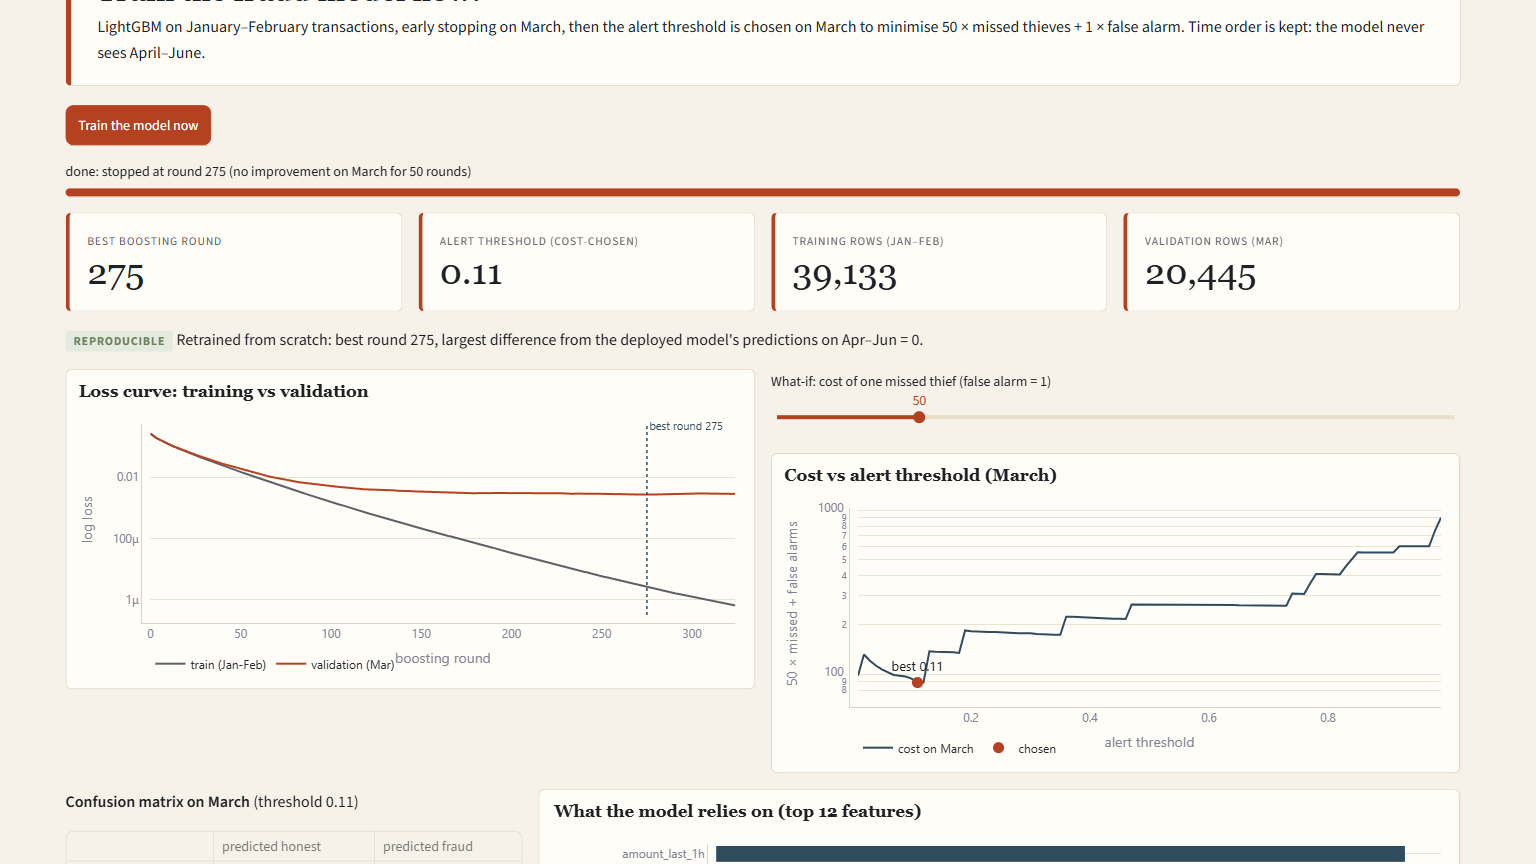 LightGBM on January–February transactions, early stopping on March, then the alert threshold is chosen on March to minimise 50 × missed thieves + 1 × false alarm. Time order is kept: the model never
sees April–June.
Train the model now
done: stopped at round 275 (no improvement on March for 50 rounds)
BEST BOOSTING ROUND
275
ALERT THRESHOLD (COST-CHOSEN)
0.11
TRAINING ROWS (JAN–FEB)
39,133
VALIDATION ROWS (MAR)
20,445
REPRODUCIBLE Retrained from scratch: best round 275, largest difference from the deployed model's predictions on Apr–Jun = 0.
Loss curve: training vs validation
best round 275
log loss
0.01
100μ
1μ
0 50 100 150 200 250 300
boosting round
train (Jan-Feb) validation (Mar)
What-if: cost of one missed thief (false alarm = 1)
50
Cost vs alert threshold (March)
50 × missed + false alarms
1000
9
8
7
6
5
4
3
2
100
9
8
best 0.11
0.2 0.4 0.6 0.8
alert threshold
cost on March chosen
Confusion matrix on March (threshold 0.11)
predicted honest predicted fraud
What the model relies on (top 12 features)
amount_last_1h